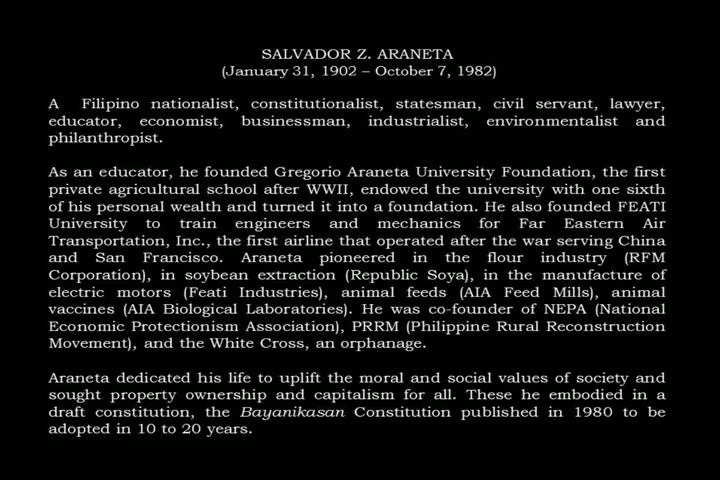 SALVADOR Z. ARANETA
(January 31, 1902 – October 7, 1982)
A Filipino nationalist, constitutionalist, statesman, civil servant, lawyer,
educator, economist, businessman, industrialist, environmentalist and
philanthropist.
As an educator, he founded Gregorio Araneta University Foundation, the first
private agricultural school after WWII, endowed the university with one sixth
of his personal wealth and turned it into a foundation. He also founded FEATI
University to train engineers and mechanics for Far Eastern Air
Transportation, Inc., the first airline that operated after the war serving China
and San Francisco. Araneta pioneered in the flour industry (RFM
Corporation), in soybean extraction (Republic Soya), in the manufacture of
electric motors (Feati Industries), animal feeds (AIA Feed Mills), animal
vaccines (AIA Biological Laboratories). He was co-founder of NEPA (National
Economic Protectionism Association), PRRM (Philippine Rural Reconstruction
Movement), and the White Cross, an orphanage.
Araneta dedicated his life to uplift the moral and social values of society and
sought property ownership and capitalism for all. These he embodied in a
draft constitution, the Bayanikasan Constitution published in 1980 to be
adopted in 10 to 20 years.